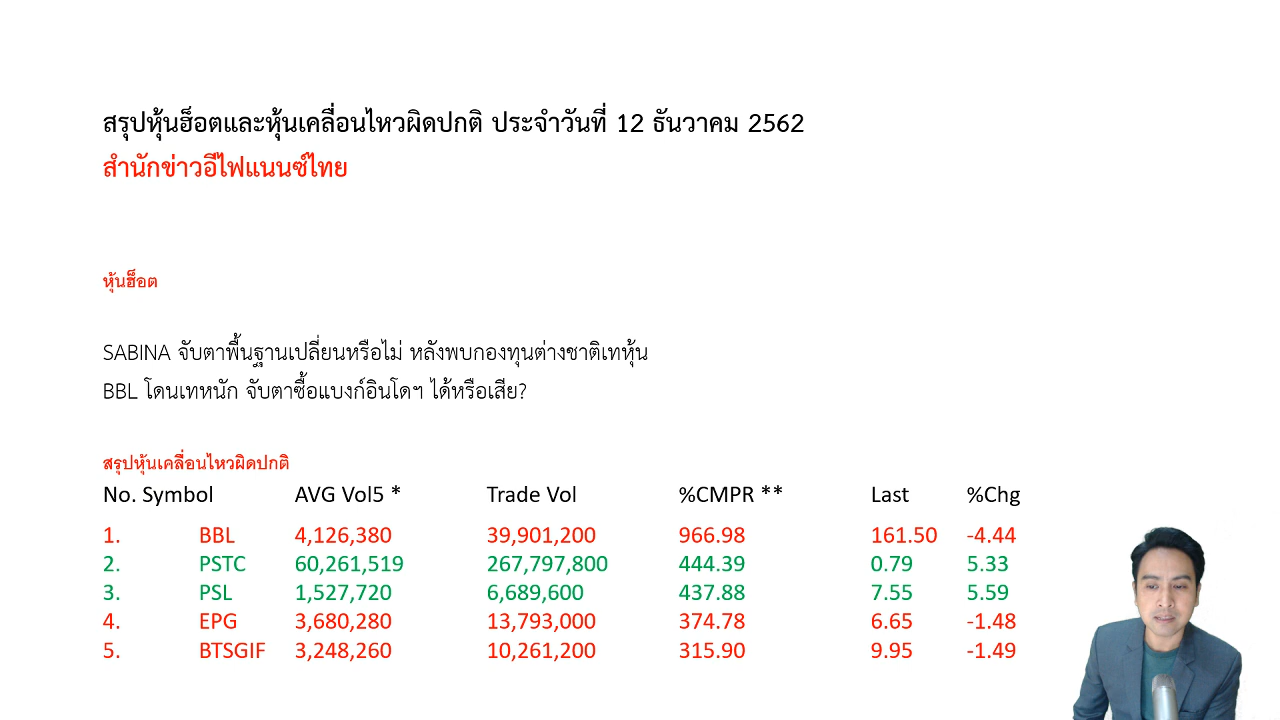 สรุปหุ้นฮ็อตและหุ้นเคลื่อนไหวผิดปกติ ประจำวันที่ 12 ธันวาคม 2562
สำนักข่าวอีไฟแนนซ์ไทย
หุ้นฮ็อต
SABINA จับตาพื้นฐานเปลี่ยนหรือไม่ หลังพบกองทุนต่างชาติเทหุ้น
BBL โดนเทหนัก จับตาซื้อแบงก์อินโดฯ ได้หรือเสีย?
สรุปหุ้นเคลื่อนไหวผิดปกติ
No. Symbol AVG Vol5 * Trade Vol %CMPR ** Last %Chg
1. BBL 4,126,380 39,901,200 966.98 161.50 -4.44
2. PSTC 60,261,519 267,797,800 444.39 0.79 5.33
3. PSL 1,527,720 6,689,600 437.88 7.55 5.59
4. EPG 3,680,280 13,793,000 374.78 6.65 -1.48
5. BTSGIF 3,248,260 10,261,200 315.90 9.95 -1.49